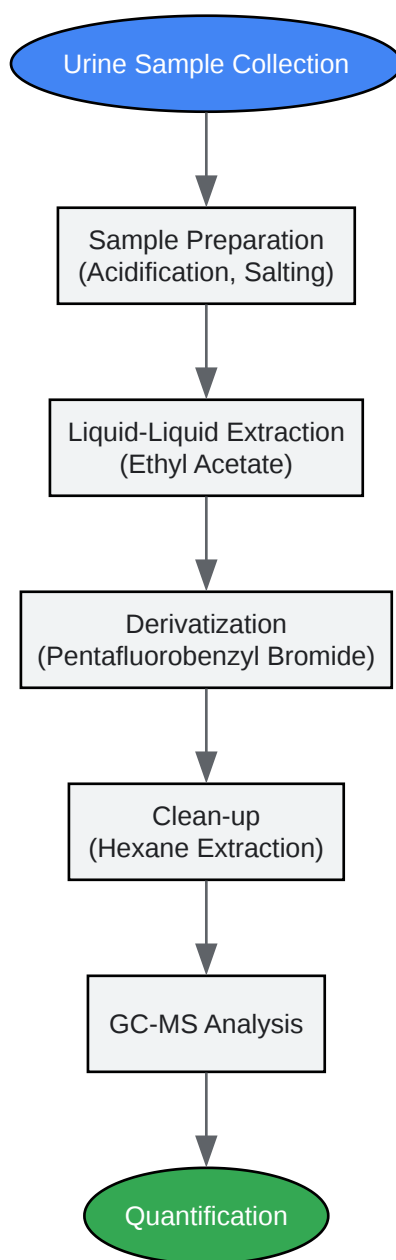 Urine Sample Collection
Sample Preparation
(Acidification, Salting)
Liquid-Liquid Extraction
(Ethyl Acetate)
Derivatization
(Pentafluorobenzyl Bromide)
Clean-up
(Hexane Extraction)
GC-MS Analysis
Quantification